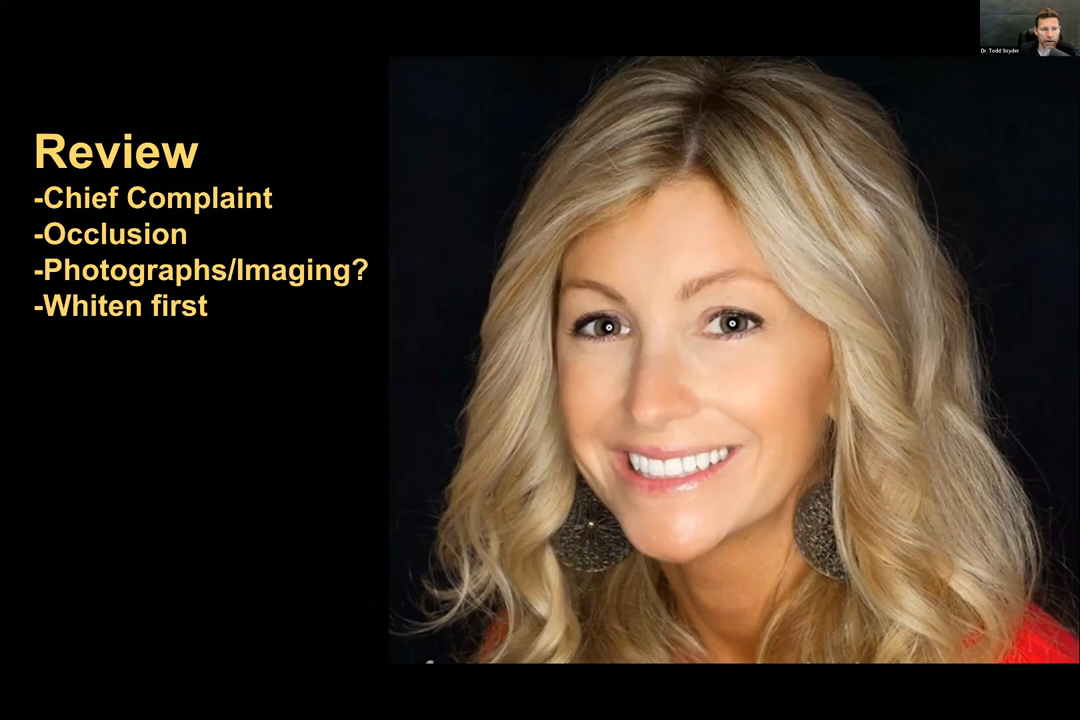 Dr. Todd Snyder
Review
-Chief Complaint
-Occlusion
-Photographs/Imaging?
-Whiten first